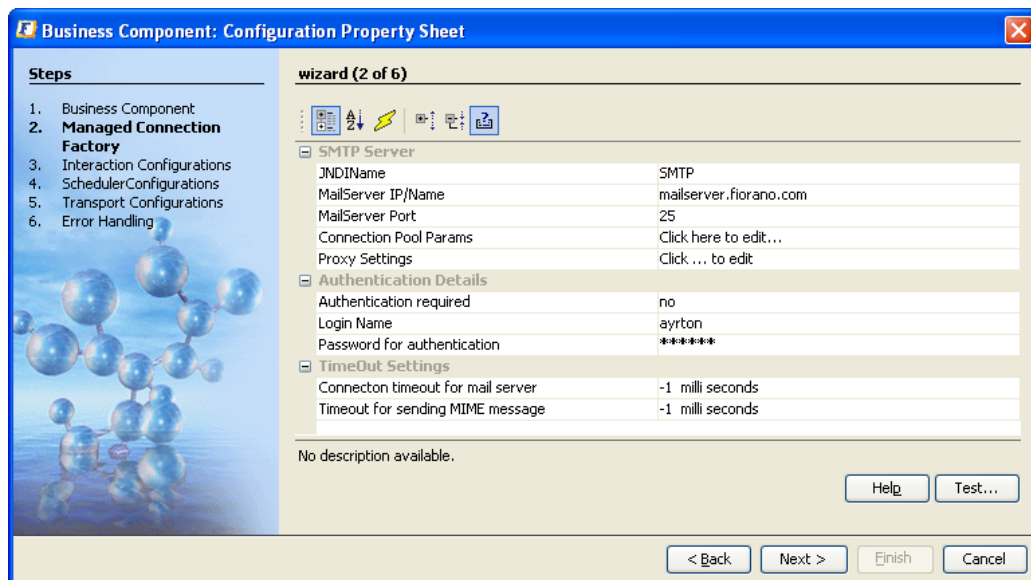 Business Component: Configuration Property Sheet
Steps
1. Business Component
2. Managed Connection
Factory
3. Interaction Configurations
4. SchedulerConfigurations
5. Transport Configurations
6. Error Handling
wizard (2 of 6)
SMTP Server
JNDIName SMTP
MailServer IP/Name mailserver.fiorano.com
MailServer Port 25
Connection Pool Params Click here to edit...
Proxy Settings Click ... to edit
Authentication Details
Authentication required no
Login Name ayrton
Password for authentication ******
TimeOut Settings
Connecton timeout for mail server -1 milli seconds
Timeout for sending MIME message -1 milli seconds
No description available.
Help Test...
< Back Next > Finish Cancel